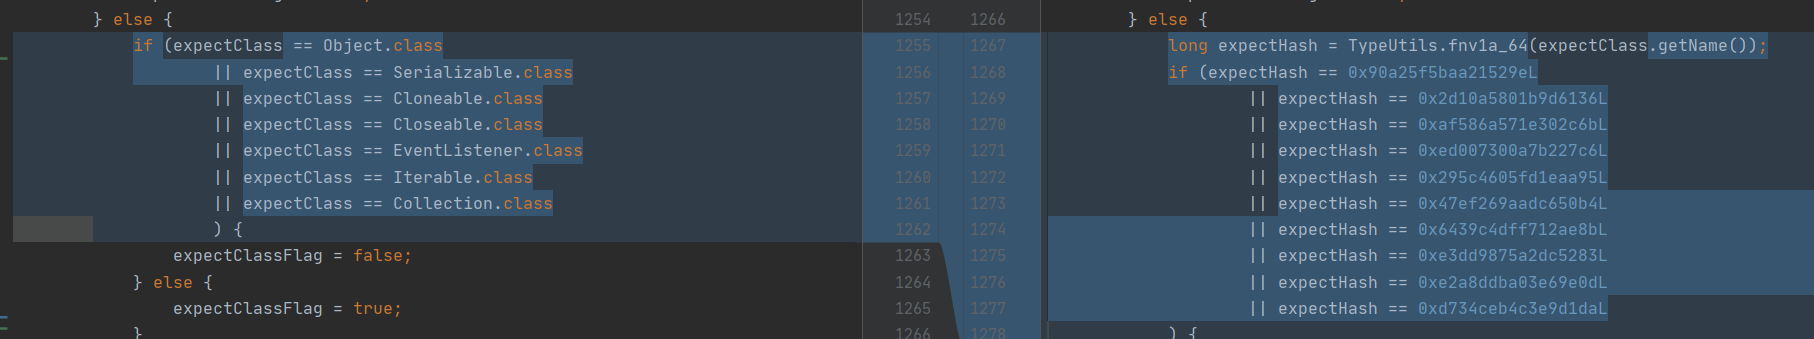 } else {
if (expectClass == Object.class
|| expectClass == Serializable.class
|| expectClass == Cloneable.class
|| expectClass == Closeable.class
|| expectClass == EventListener.class
|| expectClass == Iterable.class
|| expectClass == Collection.class
) {
expectClassFlag = false;
} else {
expectClassFlag = true;
}
1254 1266
1255 1267
1256 1268
1257 1269
1258 1270
1259 1271
1260 1272
1261 1273
1262 1274
1263 1275
1264 1276
1265 1277
1266 1278
} else {
long expectHash = TypeUtils.fnv1a_64(expectClass.getName());
if (expectHash == 0x90a25f5baa21529eL
|| expectHash == 0x2d10a5801b9d6136L
|| expectHash == 0xaf586a571e302c6bL
|| expectHash == 0xed007300a7b227c6L
|| expectHash == 0x295c4605fd1eaa95L
|| expectHash == 0x47ef269aadc650b4L
|| expectHash == 0x6439c4dff712ae8bL
|| expectHash == 0xe3dd9875a2dc5283L
|| expectHash == 0xe2a8ddba03e69e0dL
|| expectHash == 0xd734ceb4c3e9d1daL
) {